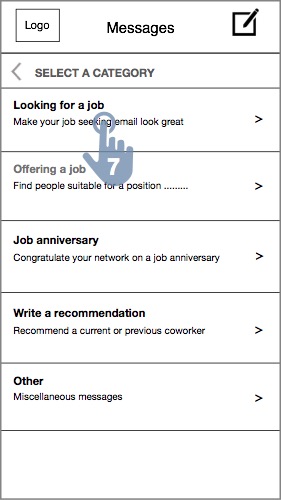 Logo
Messages
SELECT A CATEGORY
Looking for a job
Make your job seeking email look great
>
7
Offering a job
Find people suitable for a position .........
>
Job anniversary
Congratulate your network on a job anniversary
>
Write a recommendation
Recommend a current or previous coworker
>
Other
Miscellaneous messages
>